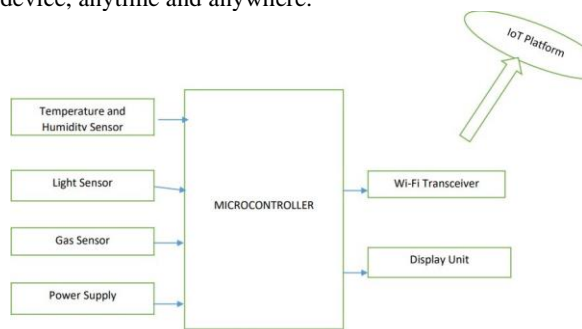 device, anytime and anywhere.
IoT Platform
Temperature and
Humidity Sensor
Light Sensor
Gas Sensor
Power Supply
MICROCONTROLLER
Wi-Fi Transceiver
Display Unit